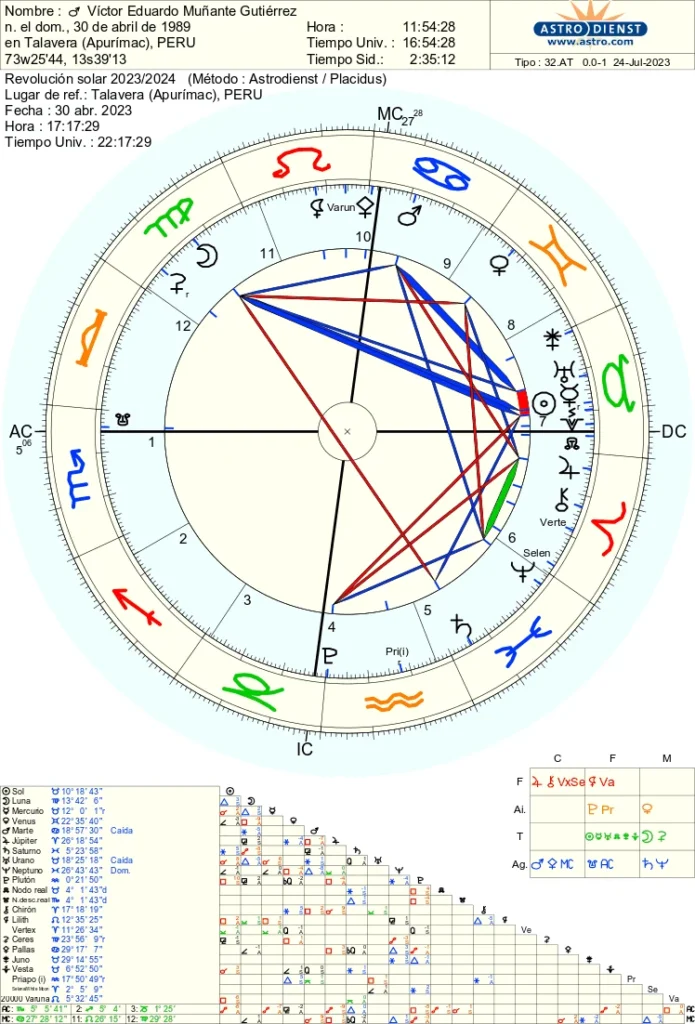 Nombre : ♂ Víctor Eduardo Muñante Gutiérrez
n. el dom., 30 de abril de 1989
en Talavera (Apurímac), PERU
73w25'44, 13s39'13
Hora : 11:54:28
Tiempo Univ. : 16:54:28
Tiempo Sid.: 2:35:12
ASTRO DIENST
www.astro.com
Tipo : 32.AT 0.0-1 24-Jul-2023
Revolución solar 2023/2024 (Método : Astrodienst / Placidus)
Lugar de ref.: Talavera (Apurímac), PERU
Fecha : 30 abr. 2023
Hora : 17:17:29
Tiempo Univ. : 22:17:29
MC 27 28
Varun
10
11
9
12
8
AC 5 06
1
7
DC
2
6
Verte
Selen
3
5
4
Pri(i)
IC
C F M
F VxSe Va
Ai. Pr
T
Ag. MC AC
Sol ♉ 10° 18' 43"
Luna ♍ 13° 42' 6"
Mercurio ♉ 12° 0' 1"r
Venus ♊ 22° 35' 40"
Marte ♋ 18° 57' 30" Caída
Júpiter ♈ 26° 18' 54"
Saturno ♓ 5° 23' 58"
Urano ♉ 18° 25' 18" Caída
Neptuno ♓ 26° 43' 43" Dom.
Plutón ♒ 0° 21' 50"
Nodo real ♉ 4° 1' 43"d
N.desc.real ♏ 4° 1' 43"d
Chirón ♈ 17° 18' 19"
Lilith ♌ 12° 35' 25"
Vertex ♈ 11° 26' 34"
Ceres ♍ 23° 56' 9"r
Pallas ♋ 29° 17' 7"
Juno ♉ 29° 14' 55"
Vesta ♉ 6° 52' 50"
Priapo (i) ♒ 17° 50' 49"r
♈ 2° 5' 9"
20000 Varuna ♌ 5° 32' 45"
AC: ♏ 5° 5' 41" 2: ♐ 5° 4' 3: ♑ 1° 25'
MC: ♋ 27° 28' 12" 11: ♌ 26° 15' 12: ♍ 29° 28'
Ve
Pr
Se
Va
AC
MC